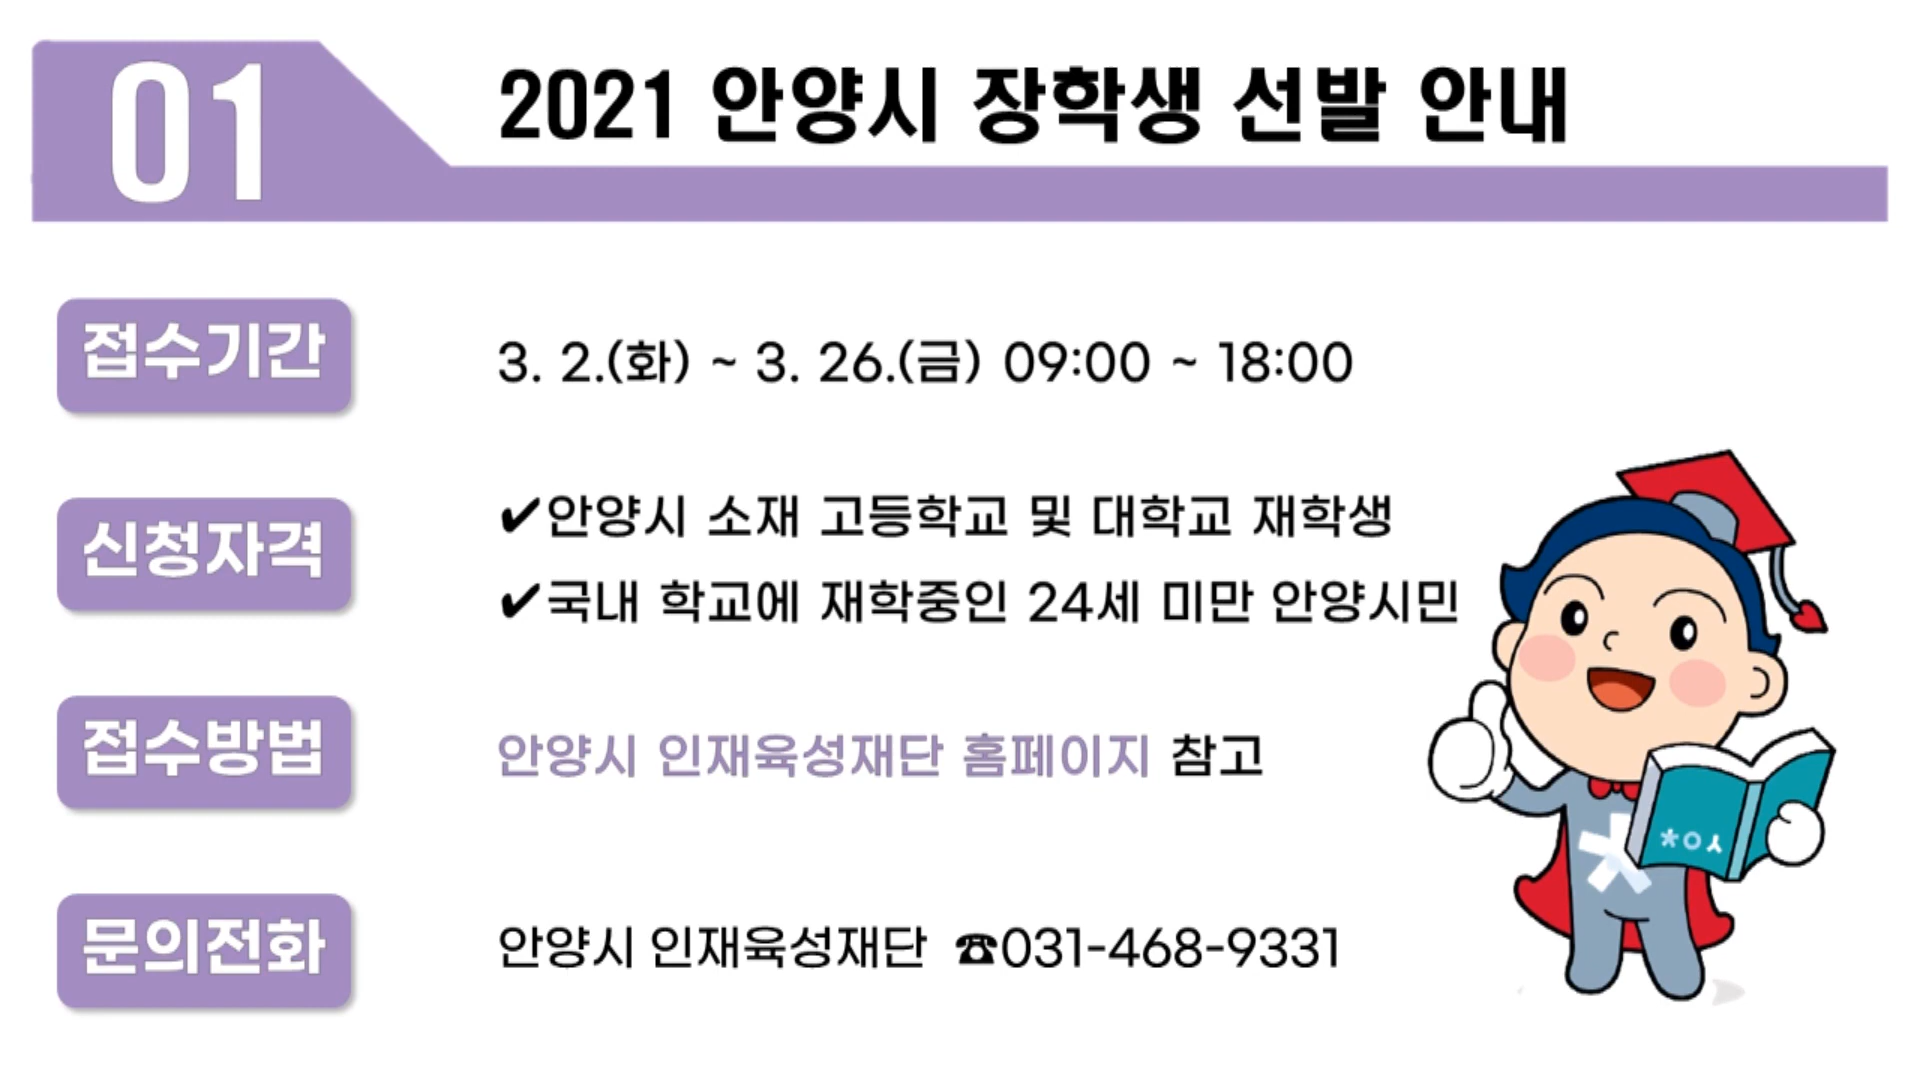 01
2021 안양시 장학생 선발 안내
접수기간
3. 2.(화) ~ 3. 26.(금) 09:00 ~ 18:00
신청자격
✔안양시 소재 고등학교 및 대학교 재학생
✔국내 학교에 재학중인 24세 미만 안양시민
접수방법
안양시 인재육성재단 홈페이지 참고
문의전화
안양시 인재육성재단 ☎031-468-9331
ㅊㅇㅅ